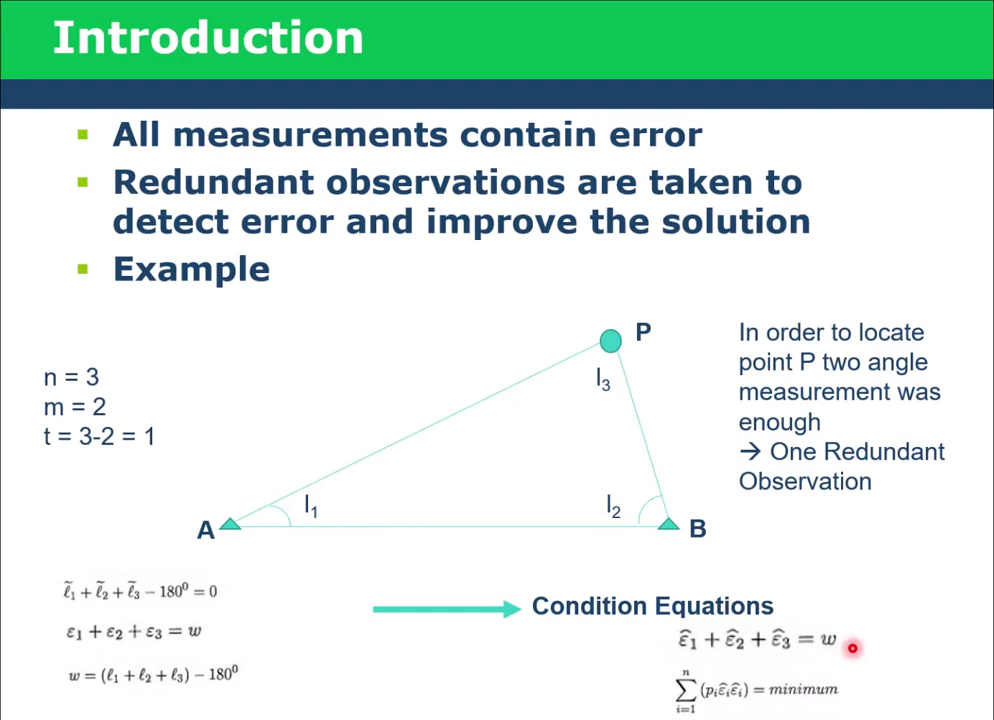 Introduction
▪ All measurements contain error
▪ Redundant observations are taken to
detect error and improve the solution
▪ Example
n = 3
m = 2
t = 3-2 = 1
P
l₃
l₁
l₂
A
B
In order to locate
point P two angle
measurement was
enough
→ One Redundant
Observation
ℓ̃₁ + ℓ̃₂ + ℓ̃₃ − 180⁰ = 0
ε₁ + ε₂ + ε₃ = w
w = (ℓ₁ + ℓ₂ + ℓ₃) − 180⁰
Condition Equations
ε̂₁ + ε̂₂ + ε̂₃ = w
∑ⁿᵢ₌₁ (pᵢε̂ᵢε̂ᵢ) = minimum